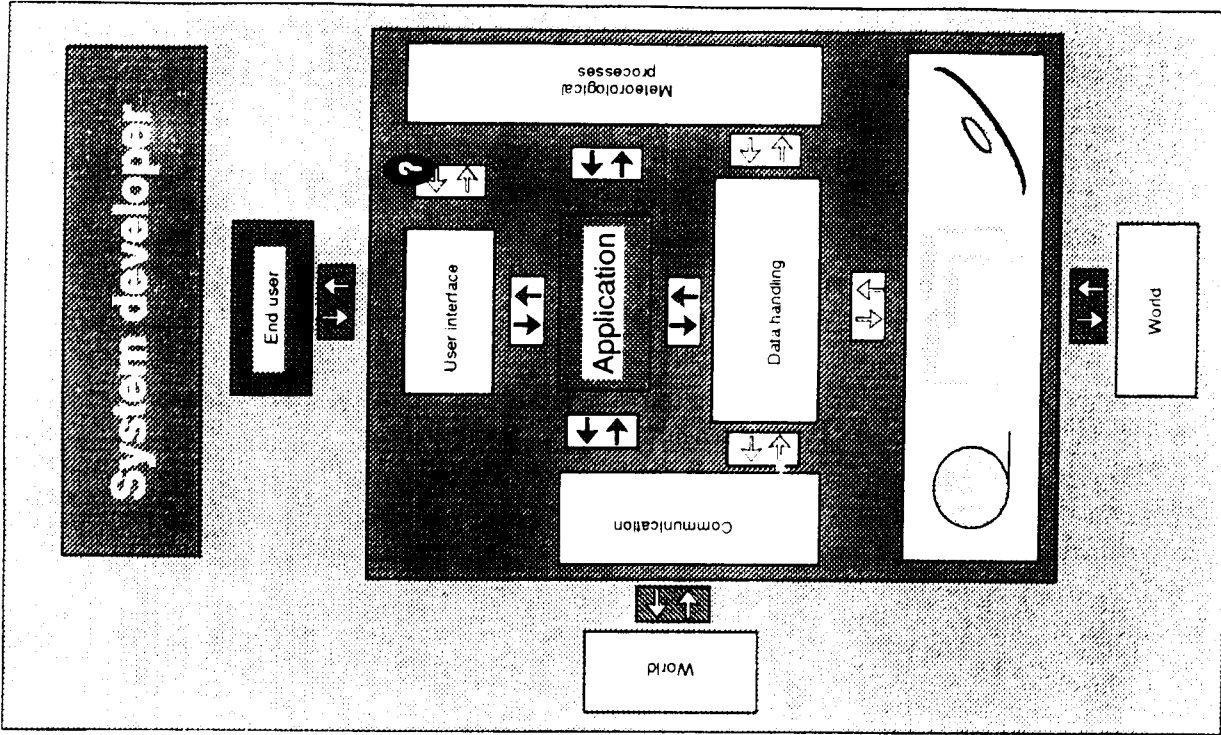 System developer
End user
User interface
?
Meteorological
processes
Application
Data handling
Communication
World
World